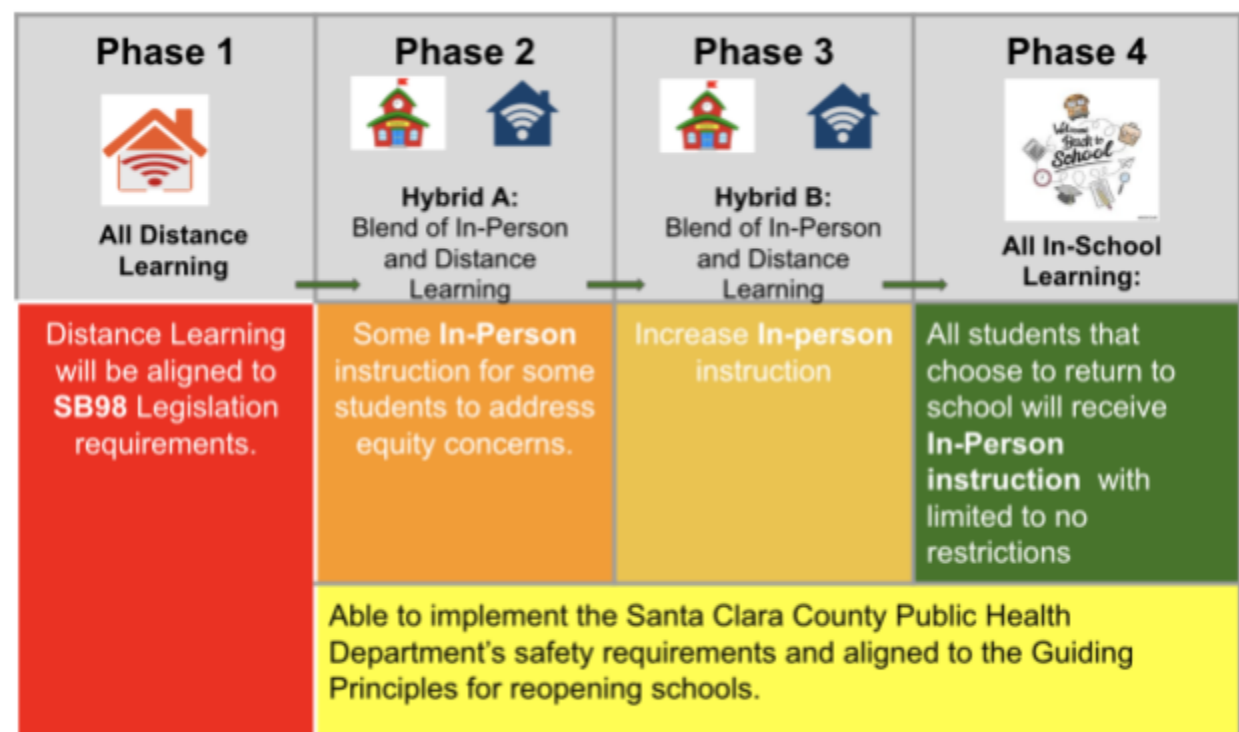 Phase 1
All Distance
Learning
Phase 2
Hybrid A:
Blend of In-Person
and Distance
Learning
Phase 3
Hybrid B:
Blend of In-Person
and Distance
Learning
Phase 4
Welcome
Back to
School
All In-School
Learning:
Distance Learning
will be aligned to
SB98 Legislation
requirements.
Some In-Person
instruction for some
students to address
equity concerns.
Increase In-person
instruction
All students that
choose to return to
school will receive
In-Person
instruction with
limited to no
restrictions
Able to implement the Santa Clara County Public Health
Department's safety requirements and aligned to the Guiding
Principles for reopening schools.